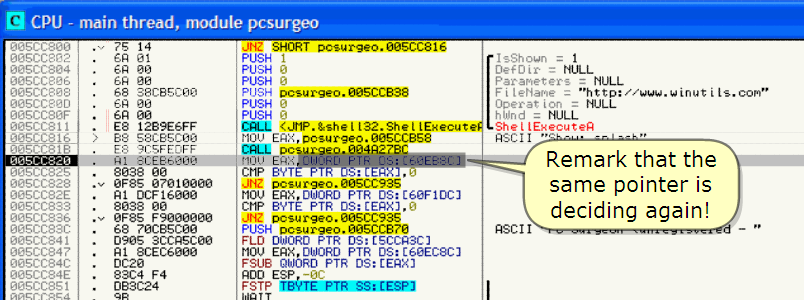 C CPU - main thread, module pcsurgeo
005CC800 .v 75 14 JNZ SHORT pcsurgeo.005CC816
005CC802 . 6A 01 PUSH 1 IsShown = 1
005CC804 . 6A 00 PUSH 0 DefDir = NULL
005CC806 . 6A 00 PUSH 0 Parameters = NULL
005CC808 . 68 38CB5C00 PUSH pcsurgeo.005CCB38 FileName = "http://www.winutils.com"
005CC80D . 6A 00 PUSH 0 Operation = NULL
005CC80F . 6A 00 PUSH 0 hWnd = NULL
005CC811 . E8 12B9E6FF CALL <JMP.&shell32.ShellExecuteA ShellExecuteA
005CC816 > B8 58CB5C00 MOV EAX,pcsurgeo.005CCB58 ASCII "Show: splash"
005CC81B . E8 9C5FEDFF CALL pcsurgeo.004A27BC
005CC820 . A1 8CEB6000 MOV EAX,DWORD PTR DS:[60EB8C]
005CC825 . 8038 00 CMP BYTE PTR DS:[EAX],0
005CC828 .v 0F85 07010000 JNZ pcsurgeo.005CC935
005CC82E . A1 DCF16000 MOV EAX,DWORD PTR DS:[60F1DC]
005CC833 . 8038 00 CMP BYTE PTR DS:[EAX],0
005CC836 .v 0F85 F9000000 JNZ pcsurgeo.005CC935
005CC83C . 68 70CB5C00 PUSH pcsurgeo.005CCB70 ASCII "PC Surgeon (unregistered - "
005CC841 . D905 3CCA5C00 FLD DWORD PTR DS:[5CCA3C]
005CC847 . A1 8CEC6000 MOV EAX,DWORD PTR DS:[60EC8C]
005CC84C . DC20 FSUB QWORD PTR DS:[EAX]
005CC84E . 83C4 F4 ADD ESP,-0C
005CC851 . DB3C24 FSTP TBYTE PTR SS:[ESP]
005CC854 . 9B WAIT
Remark that the
same pointer is
deciding again!